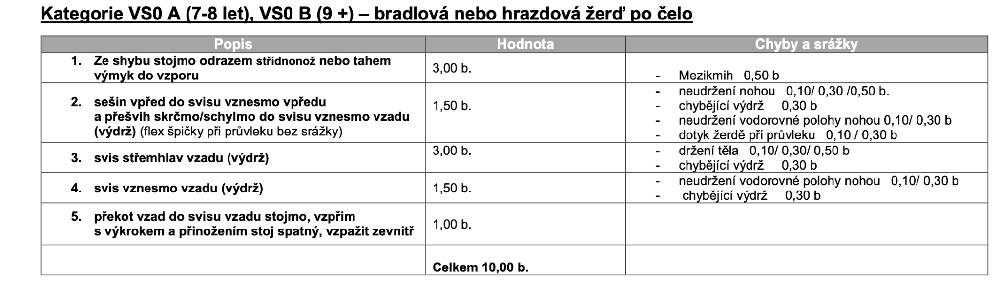 Kategorie VS0 A (7-8 let), VS0 B (9 +) – bradlová nebo hrazdová žerď po čelo
Popis Hodnota Chyby a srážky
1. Ze shybu stojmo odrazem střídnonož nebo tahem
výmyk do vzporu
3,00 b.
- Mezikmih 0,50 b
2. sešin vpřed do svisu vznesmo vpředu
a přešvih skrčmo/schylmo do svisu vznesmo vzadu
(výdrž) (flex špičky při průvleku bez srážky)
1,50 b.
- neudržení nohou 0,10/ 0,30 /0,50 b.
- chybějící výdrž 0,30 b
- neudržení vodorovné polohy nohou 0,10/ 0,30 b
- dotyk žerdě při průvleku 0,10 / 0,30 b
3. svis střemhlav vzadu (výdrž)
3,00 b.
- držení těla 0,10/ 0,30/ 0,50 b
- chybějící výdrž 0,30 b
4. svis vznesmo vzadu (výdrž)
1,50 b.
- neudržení vodorovné polohy nohou 0,10/ 0,30 b
- chybějící výdrž 0,30 b
5. překot vzad do svisu vzadu stojmo, vzpřim
s výkrokem a přinožením stoj spatný, vzpažit zevnitř
1,00 b.
Celkem 10,00 b.